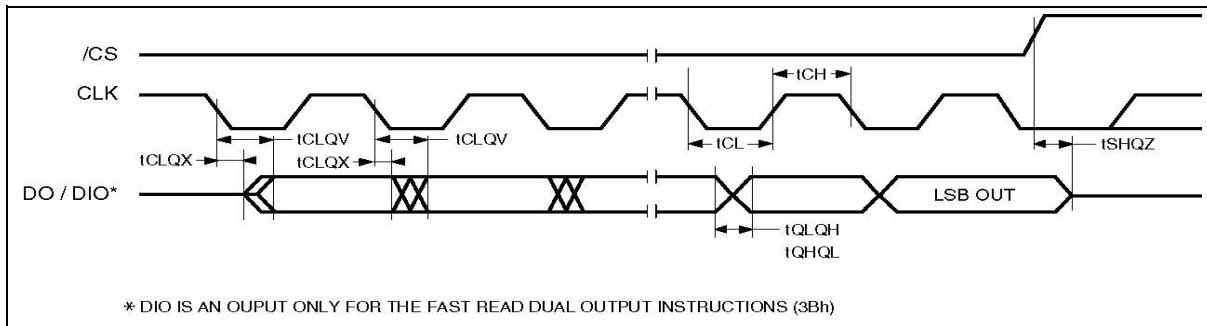 /CS
tCH
CLK
tCLQV
tCLQV
tCL
tSHQZ
tCLQX
tCLQX
DO / DIO*
LSB OUT
tQLQH
tQHQL
* DIO IS AN OUPUT ONLY FOR THE FAST READ DUAL OUTPUT INSTRUCTIONS (3Bh)